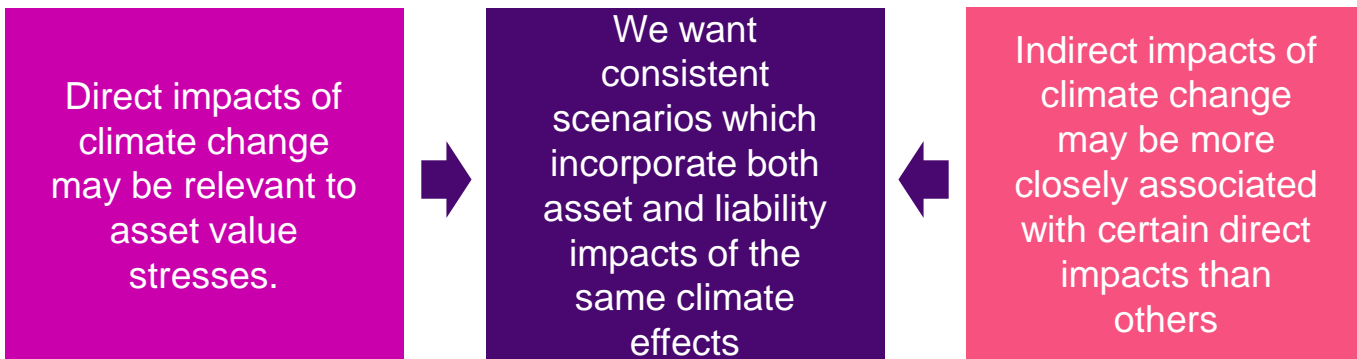 Direct impacts of
climate change
may be relevant to
asset value
stresses.
We want
consistent
scenarios which
incorporate both
asset and liability
impacts of the
same climate
effects
Indirect impacts of
climate change
may be more
closely associated
with certain direct
impacts than
others